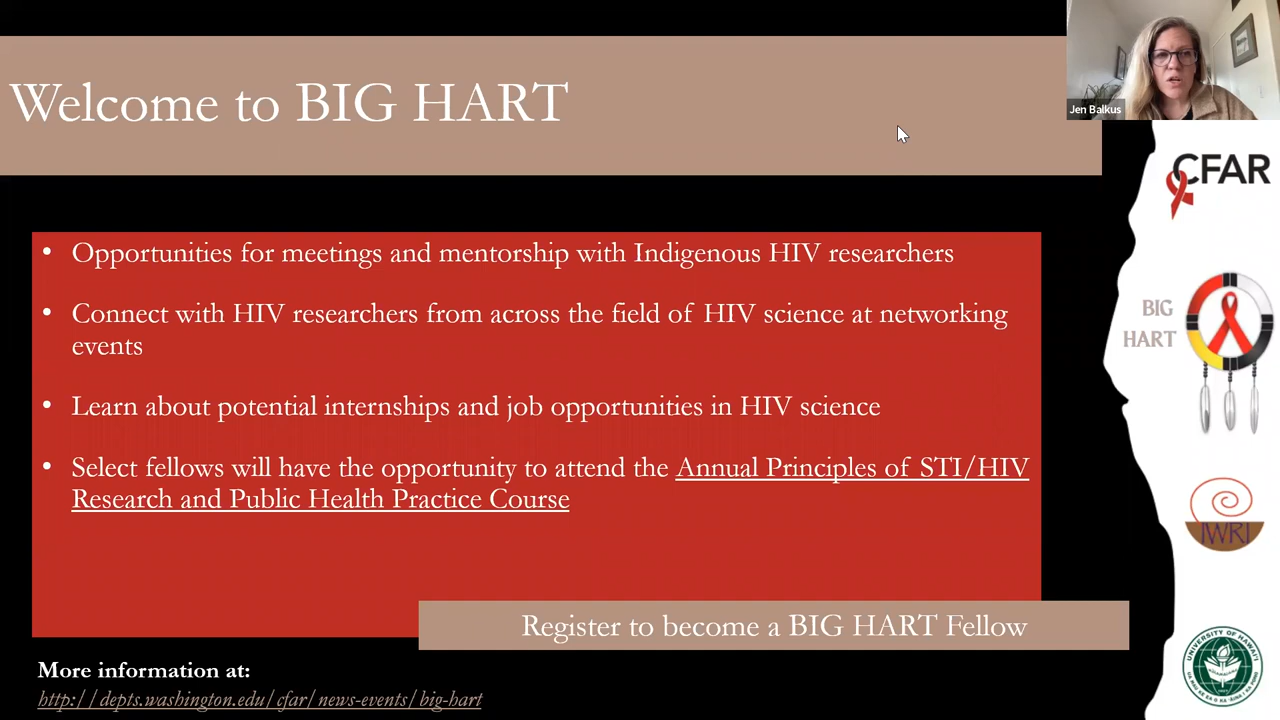 Welcome to BIG HART
Jen Balkus
CFAR
• Opportunities for meetings and mentorship with Indigenous HIV researchers
• Connect with HIV researchers from across the field of HIV science at networking
events
• Learn about potential internships and job opportunities in HIV science
• Select fellows will have the opportunity to attend the Annual Principles of STI/HIV
Research and Public Health Practice Course
BIG
HART
IWRI
Register to become a BIG HART Fellow
UNIVERSITY OF HAWAI'I
More information at:
http://depts.washington.edu/cfar/news-events/big-hart